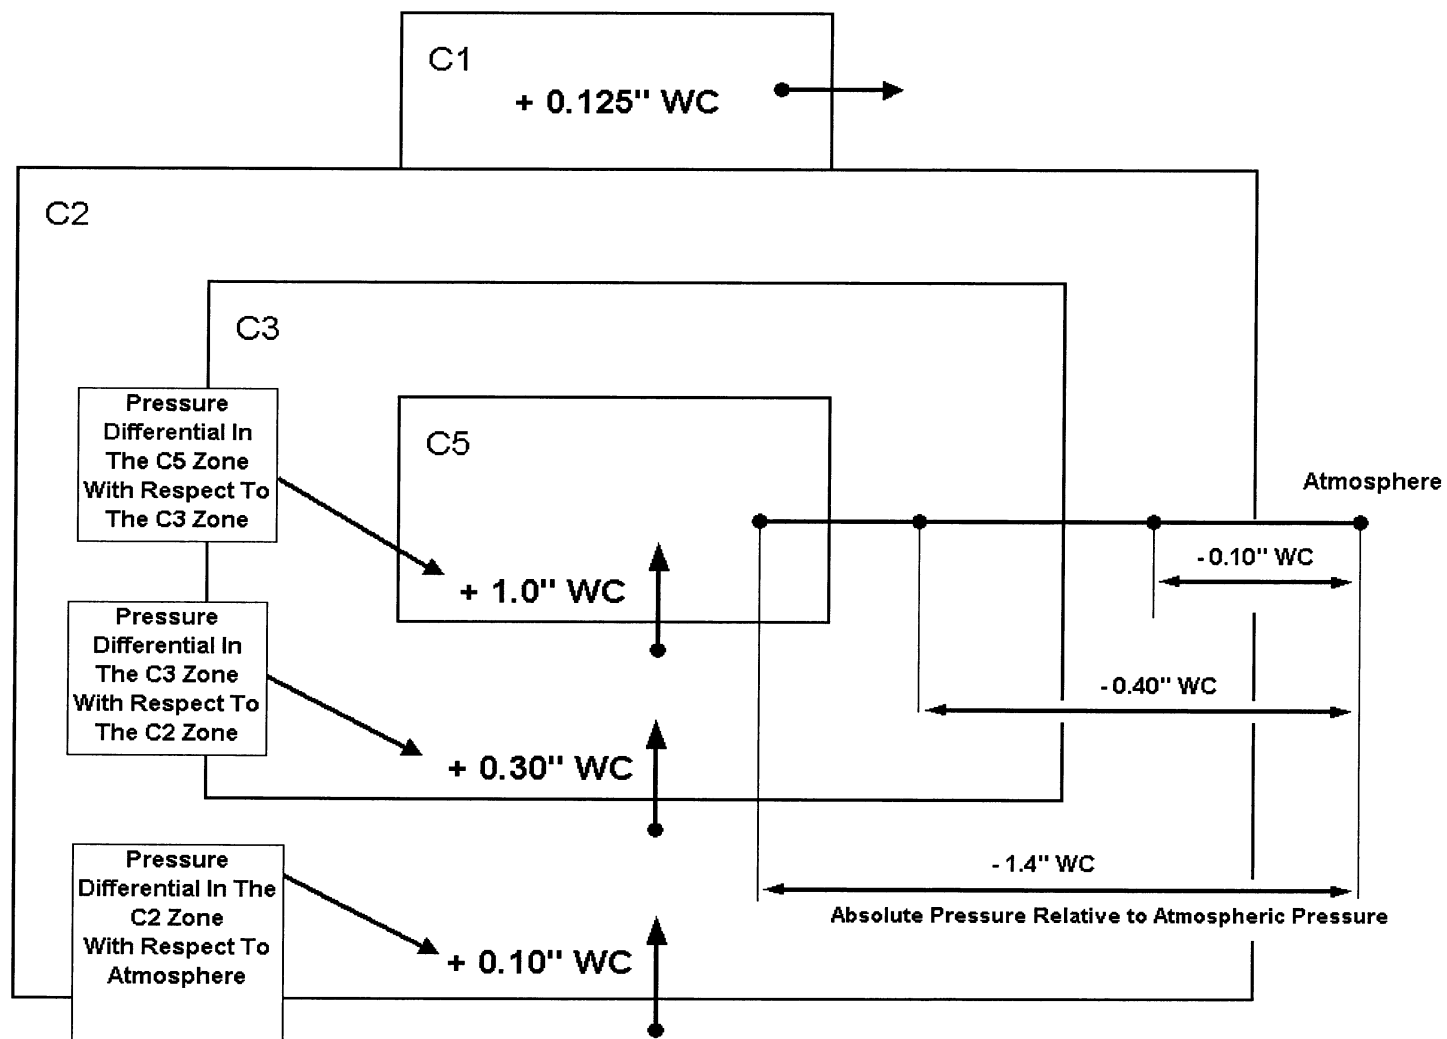 C1
+ 0.125" WC
C2
C3
Pressure
Differential In
The C5 Zone
With Respect To
The C3 Zone
C5
Atmosphere
- 0.10" WC
+ 1.0" WC
Pressure
Differential In
The C3 Zone
With Respect To
The C2 Zone
- 0.40" WC
+ 0.30" WC
Pressure
Differential In The
C2 Zone
With Respect To
Atmosphere
- 1.4" WC
Absolute Pressure Relative to Atmospheric Pressure
+ 0.10" WC